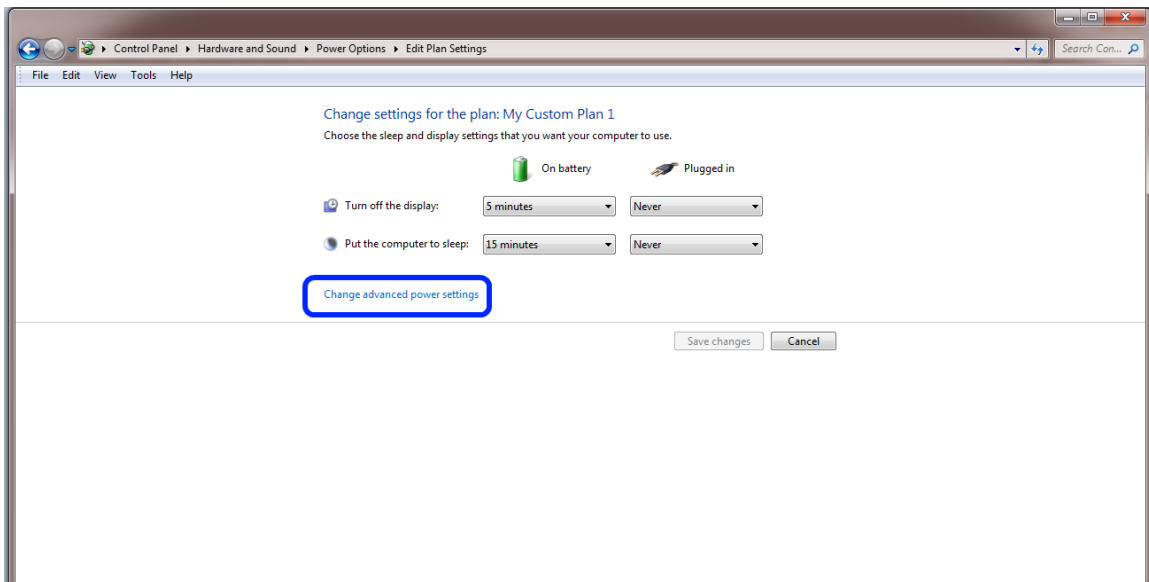 Control Panel Hardware and Sound Power Options Edit Plan Settings Search Con...
File Edit View Tools Help
Change settings for the plan: My Custom Plan 1
Choose the sleep and display settings that you want your computer to use.
On battery Plugged in
Turn off the display: 5 minutes Never
Put the computer to sleep: 15 minutes Never
Change advanced power settings
Save changes Cancel